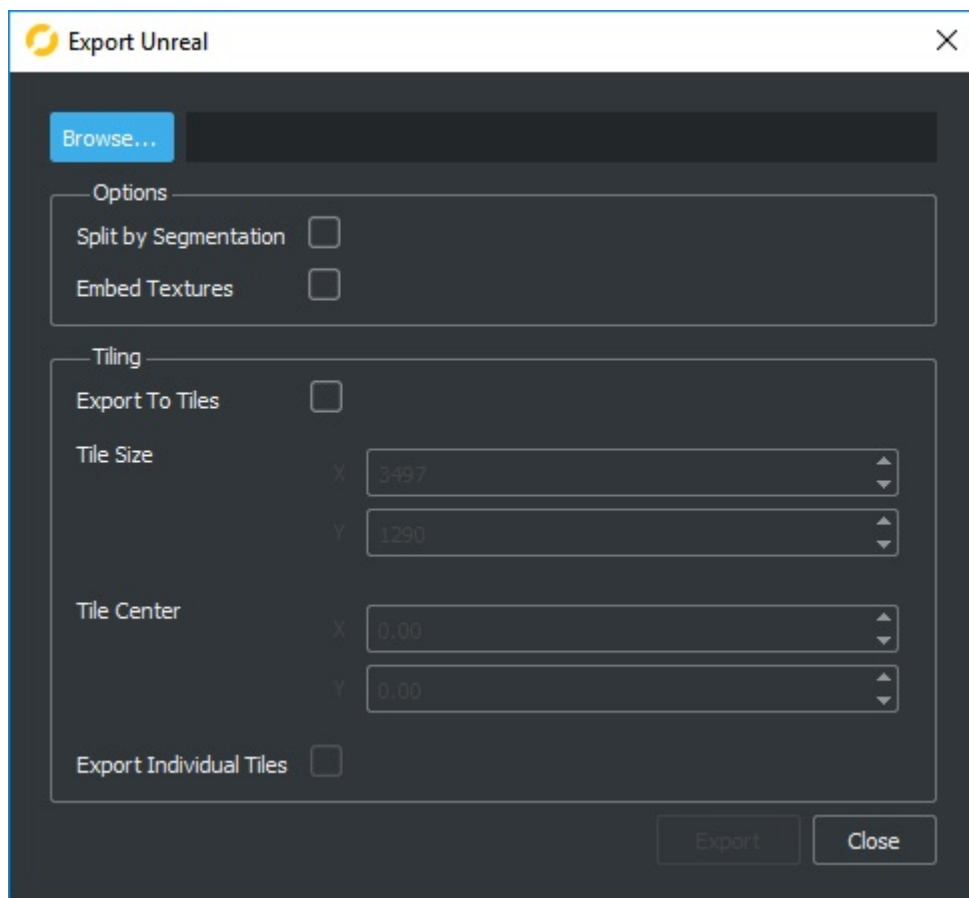 Export Unreal
Browse...
Options
Split by Segmentation
Embed Textures
Tiling
Export To Tiles
Tile Size
X 3497
Y 1290
Tile Center
X 0.00
Y 0.00
Export Individual Tiles
Export Close